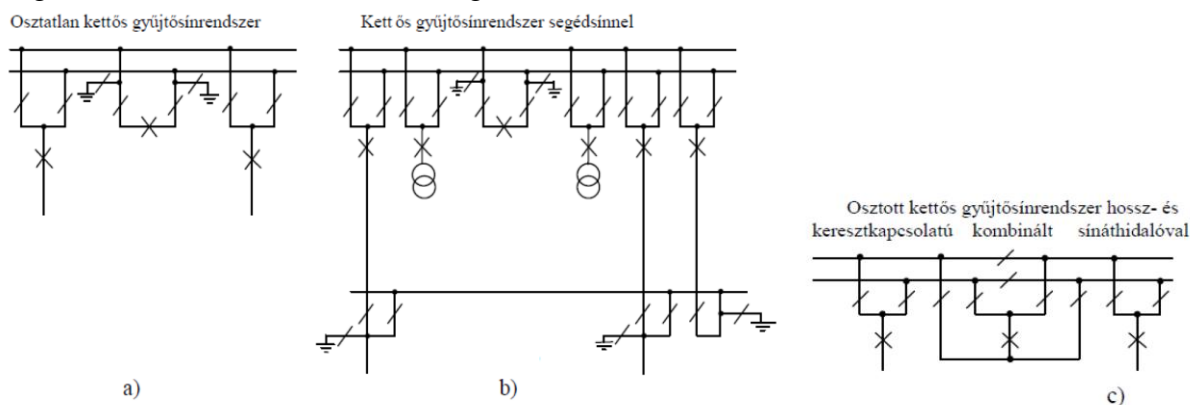 Osztatlan kettős gyűjtősínrendszer
Kett ős gyűjtősínrendszer segédsínnel
Osztott kettős gyűjtősínrendszer hossz- és
keresztkapcsolatú kombinált sínáthidalóval
a)
b)
c)